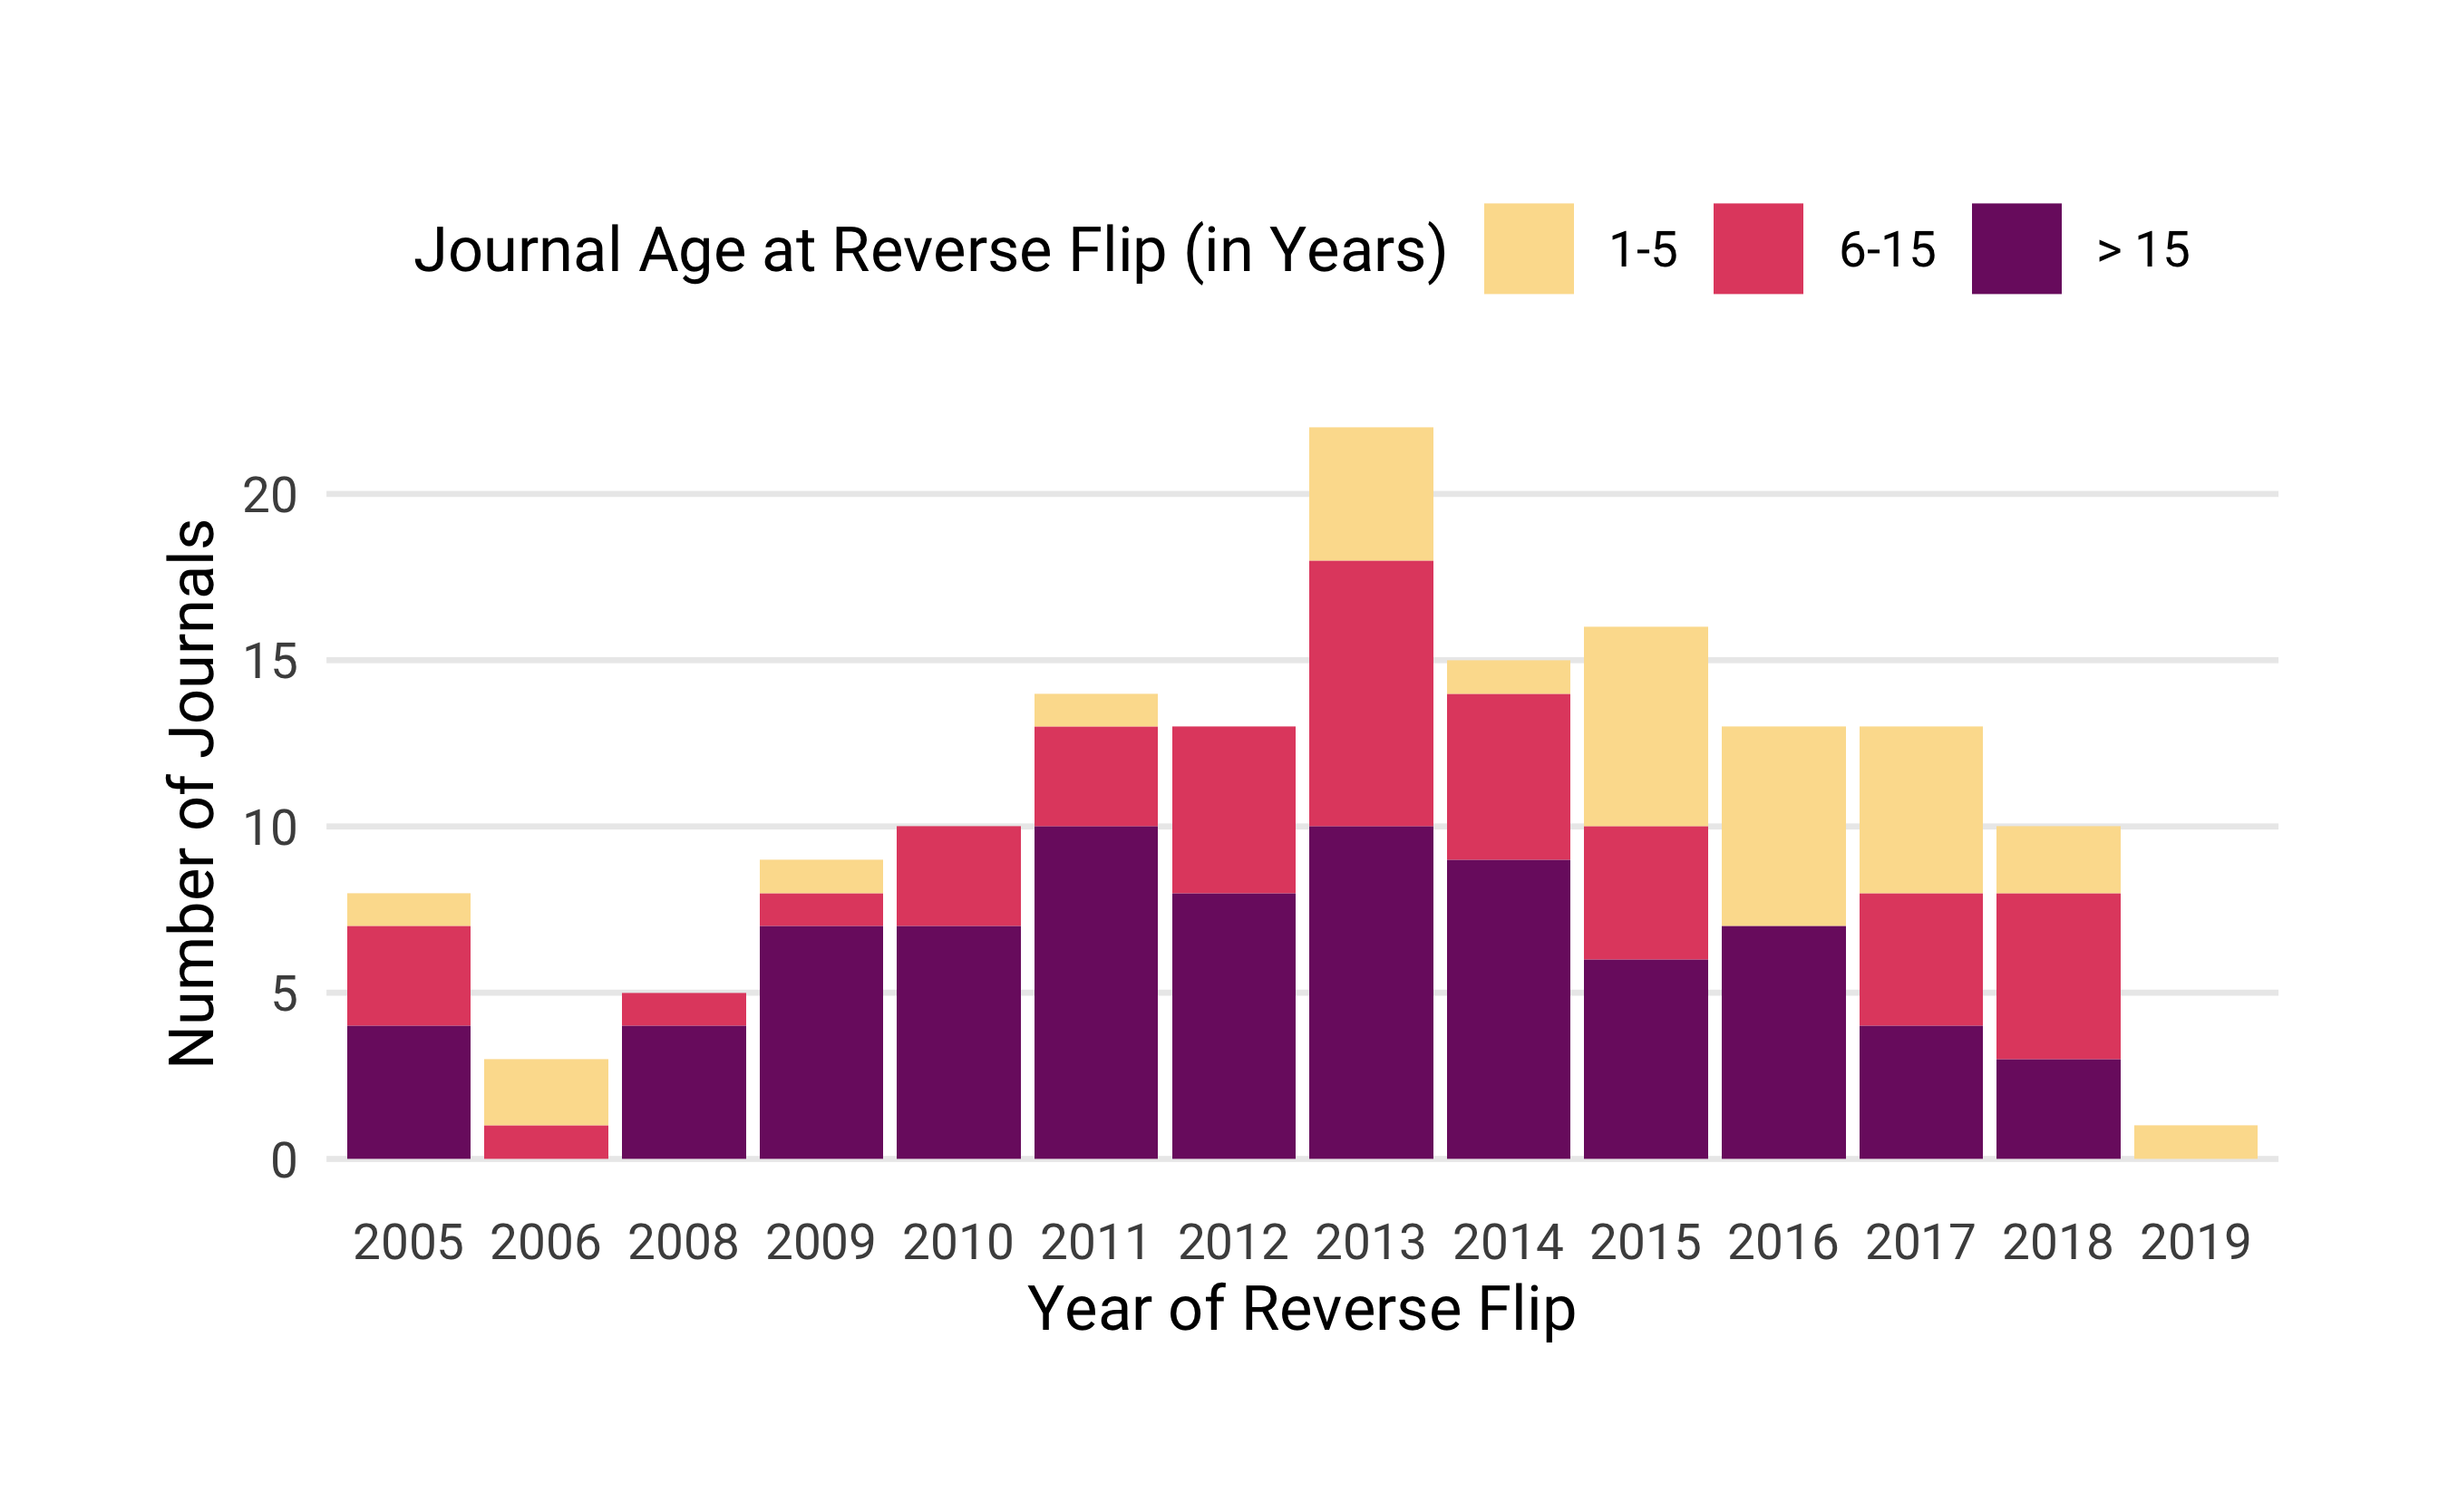 Journal Age at Reverse Flip (in Years) 1-5 6-15 > 15
Number of Journals
20
15
10
5
0
2005 2006 2008 2009 2010 2011 2012 2013 2014 2015 2016 2017 2018 2019
Year of Reverse Flip